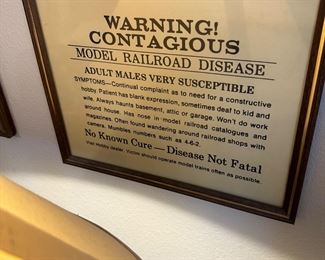 WARNING!
CONTAGIOUS
MODEL RAILROAD DISEASE
ADULT MALES VERY SUSCEPTIBLE
SYMPTOMS—Continual complaint as to need for a constructive
hobby. Patient has blank expression, sometimes deaf to kid and
wife. Always haunts basement, attic or garage. Won't do work
around house. Has nose in model railroad catalogues and
magazines. Often found wandering around railroad shops with
camera. Mumbles numbers such as 4-6-2.
No Known Cure—Disease Not Fatal
Visit Hobby dealer. Victim should operate model trains often as possible.